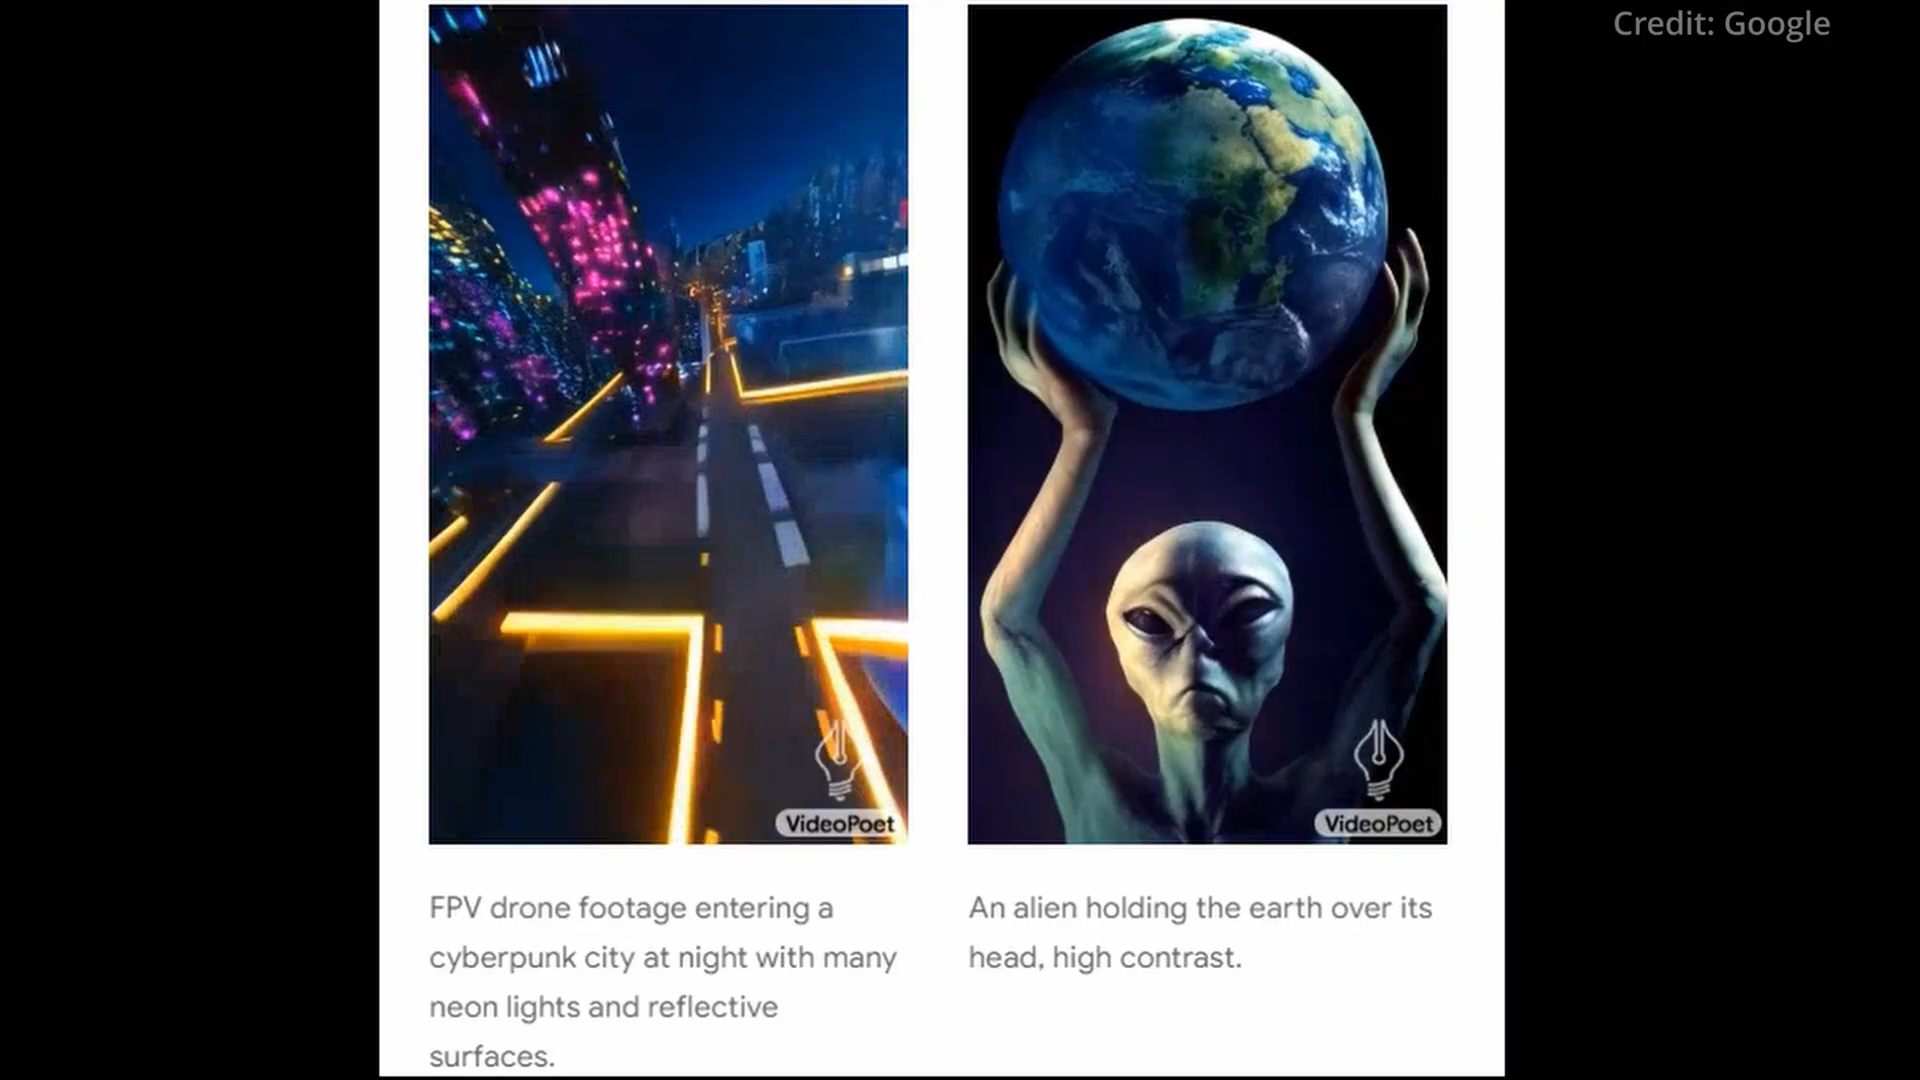 Credit: Google
VideoPoet
VideoPoet
FPV drone footage entering a
cyberpunk city at night with many
neon lights and reflective
surfaces.
An alien holding the earth over its
head, high contrast.